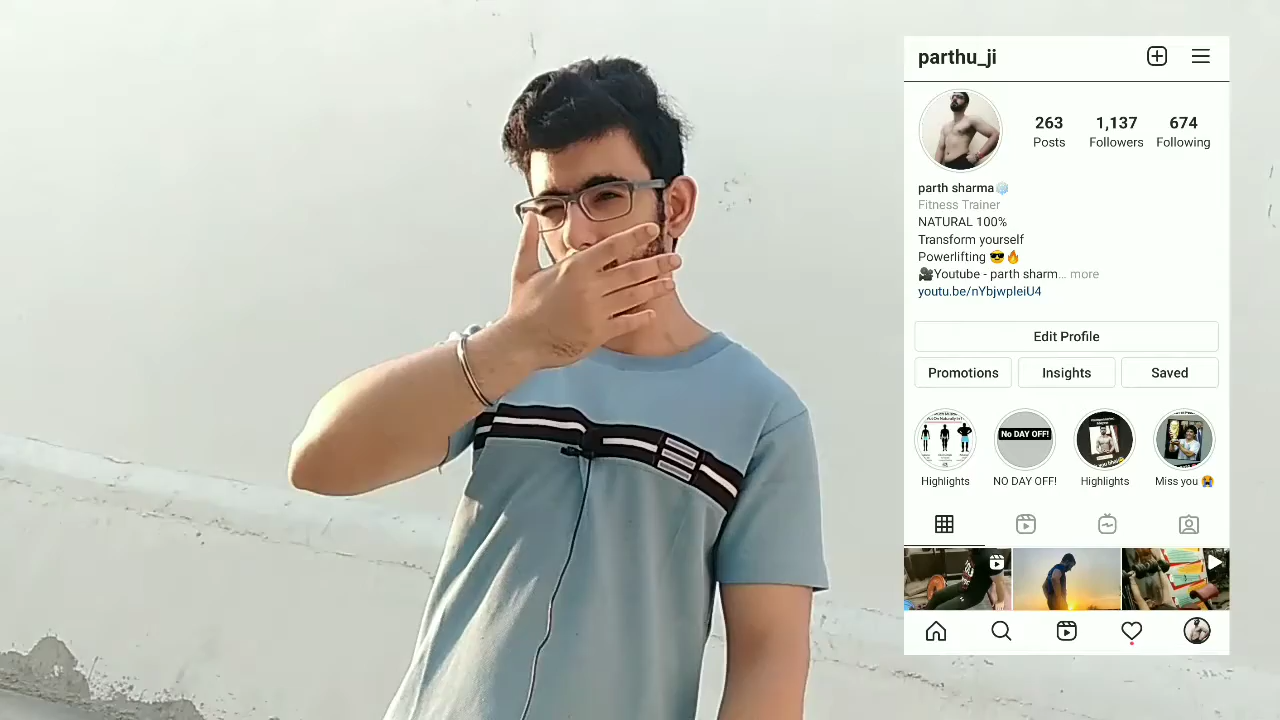 parthu_ji
263
1,137
674
Posts
Followers
Following
parth sharma
Fitness Trainer
NATURAL 100%
Transform yourself
Powerlifting 😎🔥
🎥Youtube - parth sharm... more
youtu.be/nYbjwpleiU4
Edit Profile
Promotions
Insights
Saved
No DAY OFF!
Highlights
NO DAY OFF!
Highlights
Miss you 😭